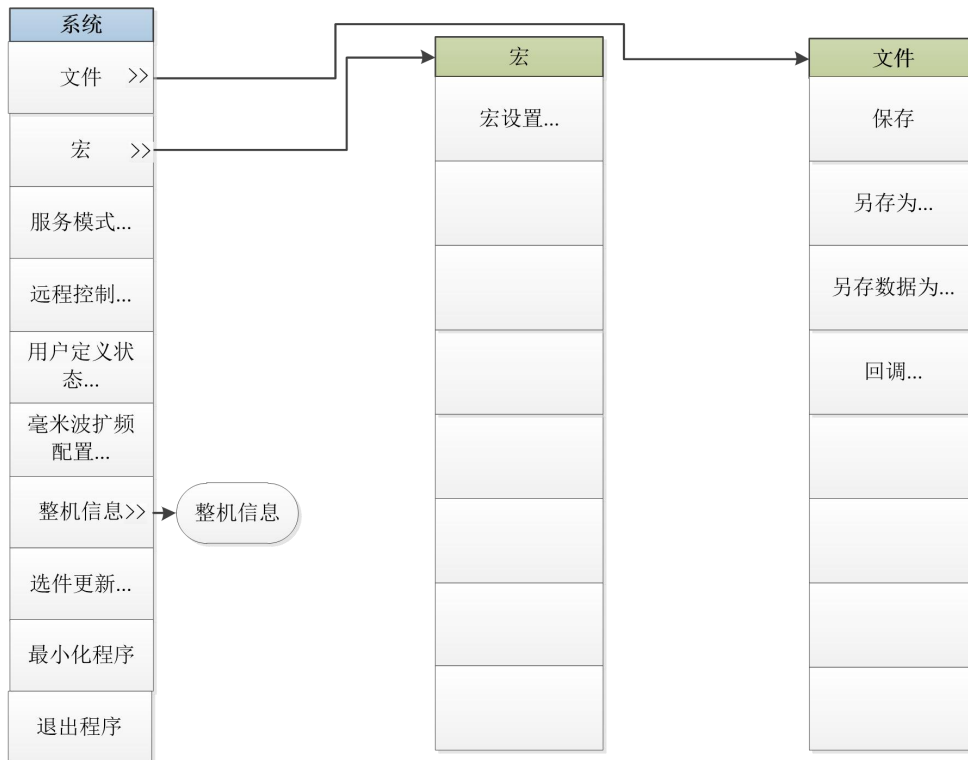 系统
文件 >>
宏 >>
服务模式...
远程控制...
用户定义状
态...
毫米波扩频
配置...
整机信息>>
选件更新...
最小化程序
退出程序
整机信息
宏
宏设置...
文件
保存
另存为...
另存数据为...
回调...